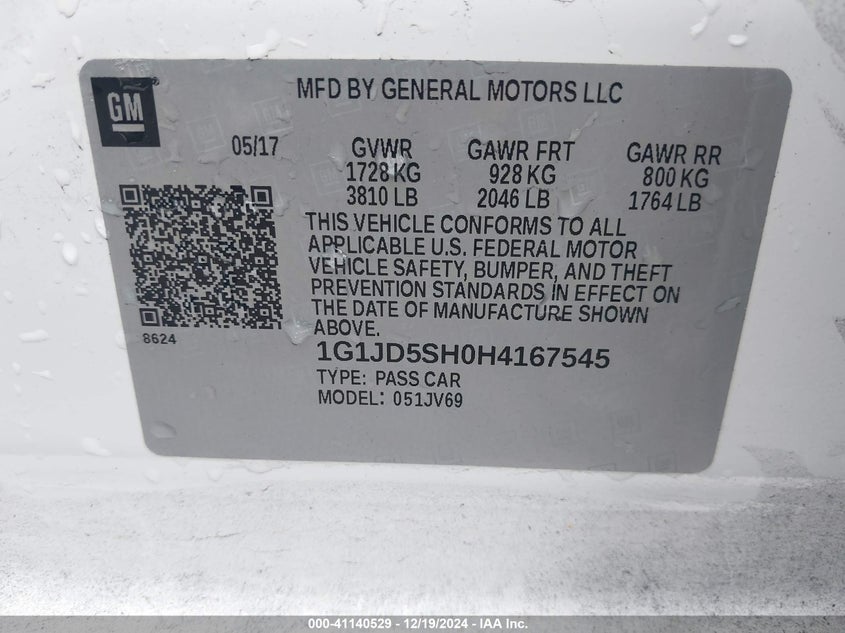 GM
MFD BY GENERAL MOTORS LLC
05/17
GVWR GAWR FRT GAWR RR
1728 KG 928 KG 800 KG
3810 LB 2046 LB 1764 LB
THIS VEHICLE CONFORMS TO ALL
APPLICABLE U.S. FEDERAL MOTOR
VEHICLE SAFETY, BUMPER, AND THEFT
PREVENTION STANDARDS IN EFFECT ON
THE DATE OF MANUFACTURE SHOWN
ABOVE.
8624
1G1JD5SH0H4167545
TYPE: PASS CAR
MODEL: 051JV69
000-41140529 - 12/19/2024 - IAA Inc.